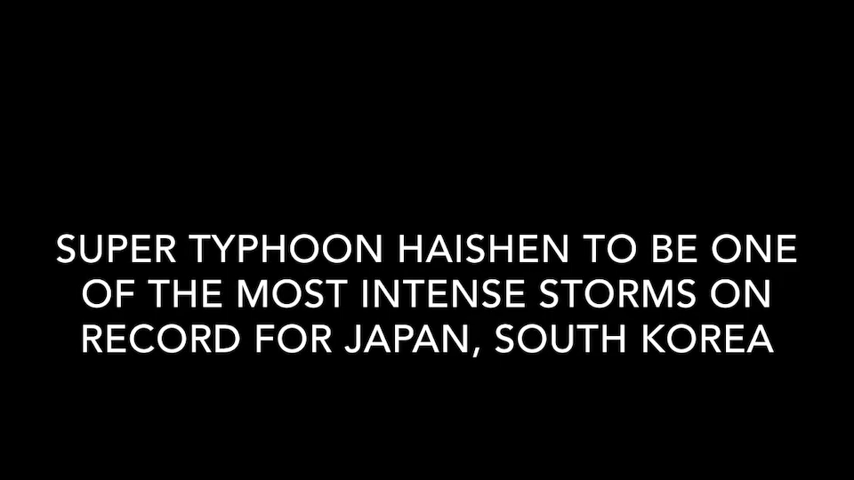 SUPER TYPHOON HAISHEN TO BE ONE
OF THE MOST INTENSE STORMS ON
RECORD FOR JAPAN, SOUTH KOREA